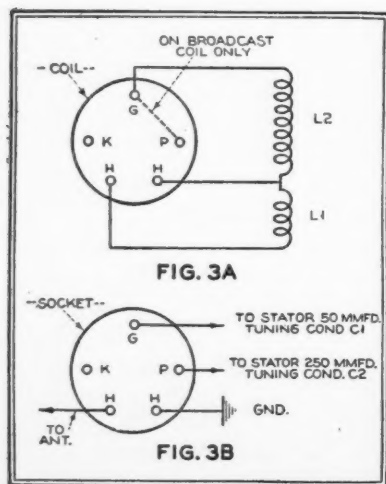 ON BROADCAST
COIL ONLY
--COIL--
G
K
P
H
H
L2
L1
FIG. 3A
--SOCKET--
G
K
P
H
H
TO STATOR 50 MMFD.
TUNING COND C1
TO STATOR 250 MMFD.
TUNING COND. C2
GND.
TO
ANT.
FIG. 3B